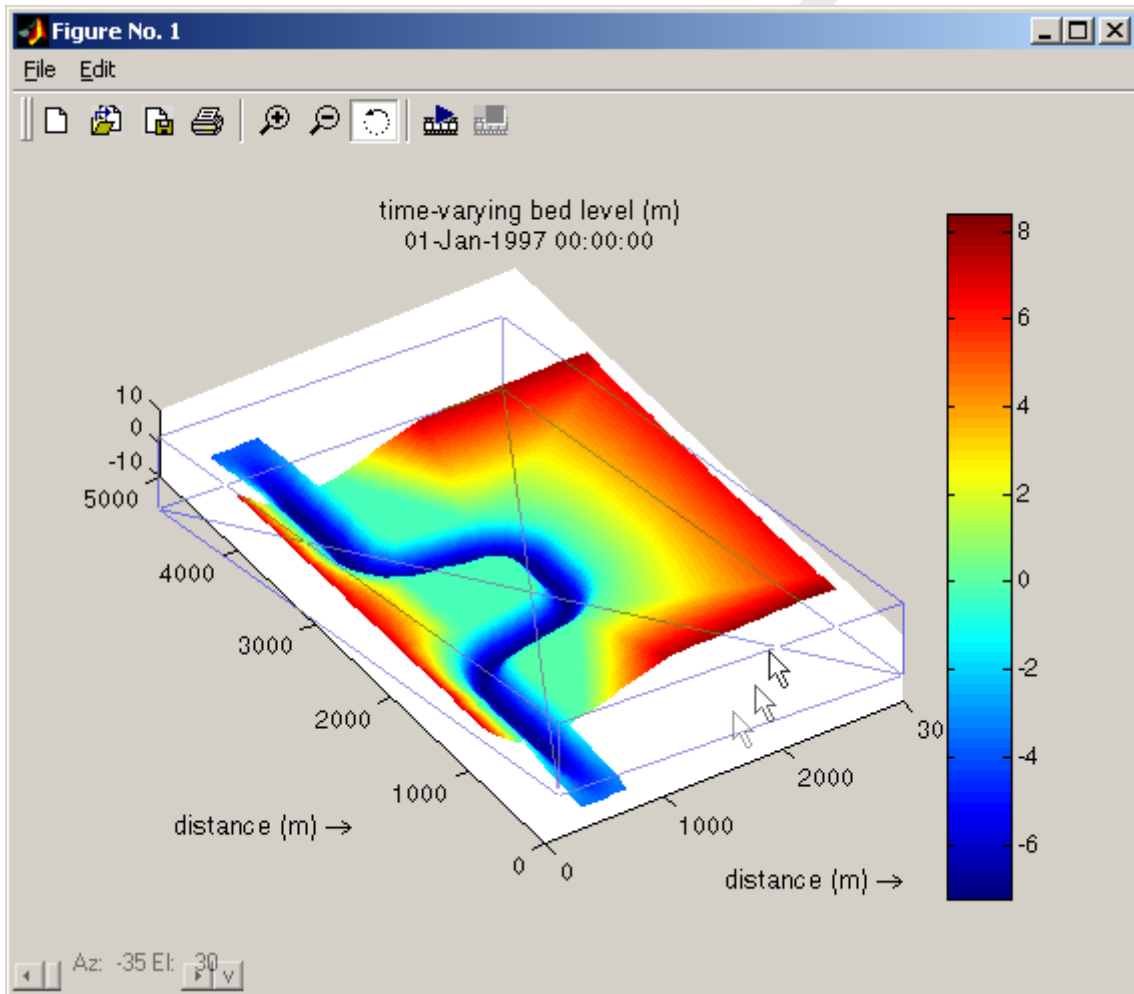 Figure No. 1
File Edit
time-varying bed level (m)
01-Jan-1997 00:00:00
10
0
-10
5000
4000
3000
2000
1000
0
distance (m) →
0
1000
2000
30
distance (m) →
8
6
4
2
0
-2
-4
-6
Az: -35 El: 30
v